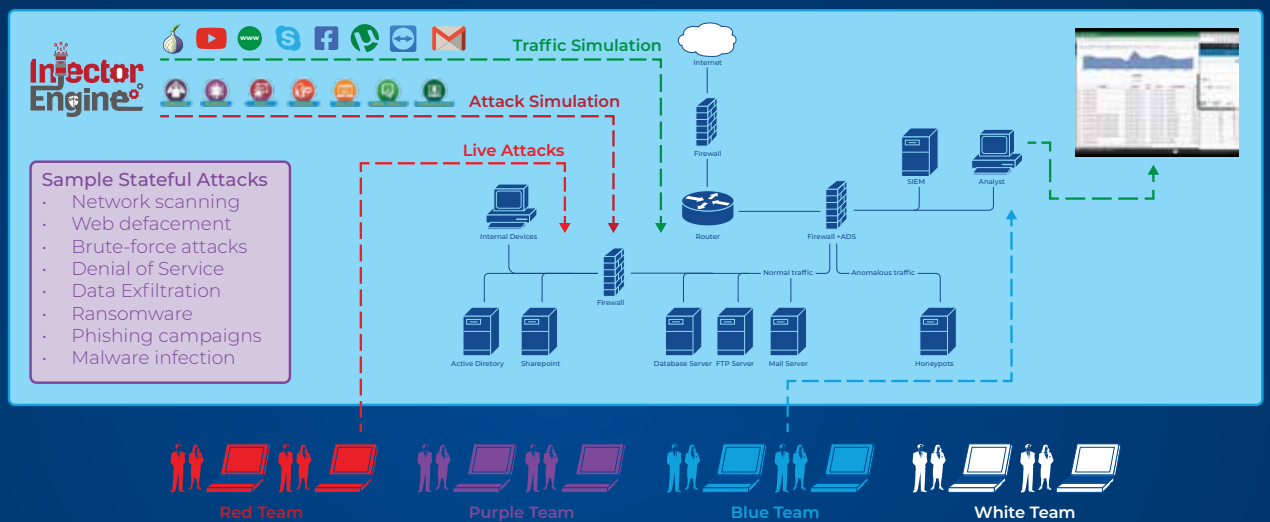 Injector
Engine
www
Traffic Simulation
Attack Simulation
Live Attacks
Sample Stateful Attacks
· Network scanning
· Web defacement
· Brute-force attacks
· Denial of Service
· Data Exfiltration
· Ransomware
· Phishing campaigns
· Malware infection
Internet
Firewall
Router
Firewall +ADS
SIEM
Analyst
Internal Devices
Firewall
Normal traffic
Anomalous traffic
Active Diretory
Sharepoint
Database Server
FTP Server
Mail Server
Honeypots
Red Team
Purple Team
Blue Team
White Team